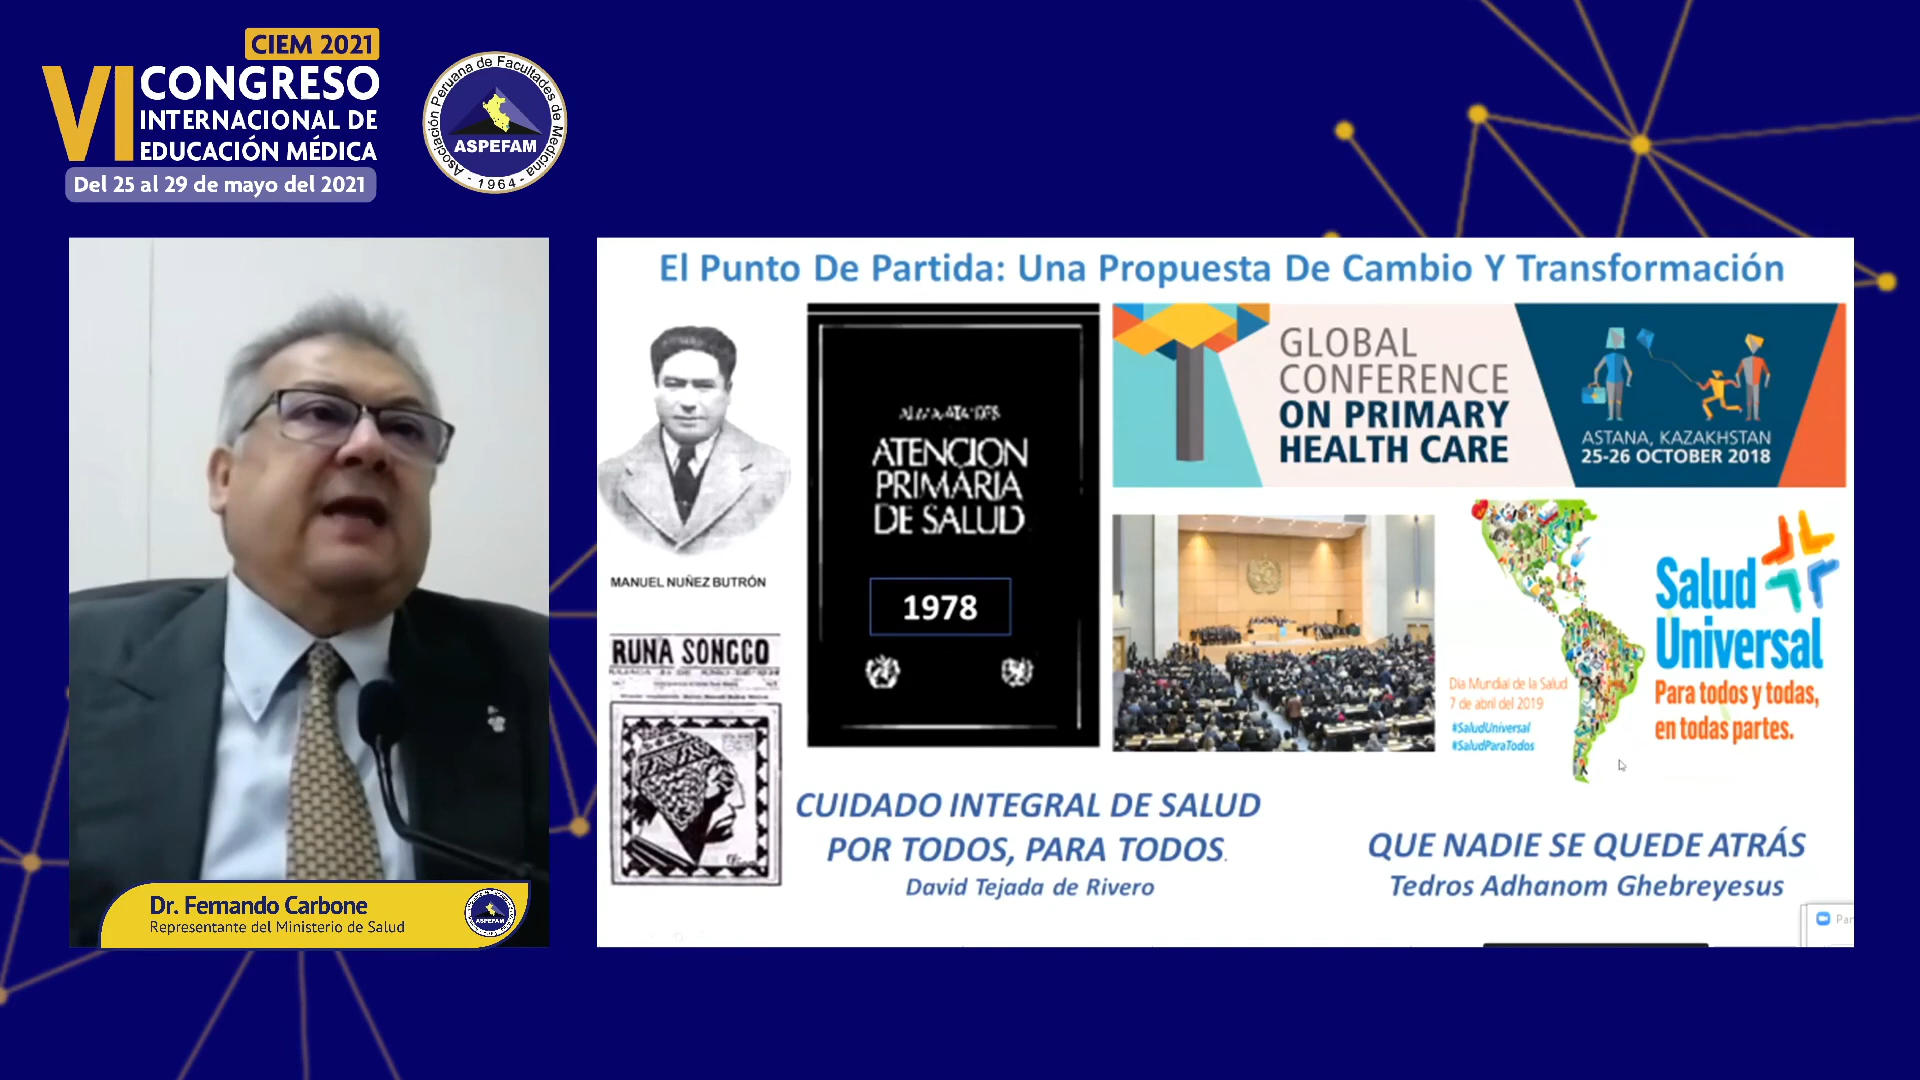 CIEM 2021
VI CONGRESO
INTERNACIONAL DE
EDUCACIÓN MÉDICA
Del 25 al 29 de mayo del 2021
Asociación Peruana de Facultades de Medicina
ASPEFAM
- 1964 -
El Punto De Partida: Una Propuesta De Cambio Y Transformación
MANUEL NUÑEZ BUTRÓN
RUNA SONGCO
ATENCION
PRIMARIA
DE SALUD
1978
GLOBAL
CONFERENCE
ON PRIMARY
HEALTH CARE
ASTANA, KAZAKHSTAN
25-26 OCTOBER 2018
Salud
Universal
Para todos y todas,
en todas partes.
Dia Mundial de la Salud
7 de abril del 2019
#SaludUniversal
#SaludParaTodos
CUIDADO INTEGRAL DE SALUD
POR TODOS, PARA TODOS.
David Tejada de Rivero
QUE NADIE SE QUEDE ATRÁS
Tedros Adhanom Ghebreyesus
Dr. Fernando Carbone
Representante del Ministerio de Salud
ASPEFAM